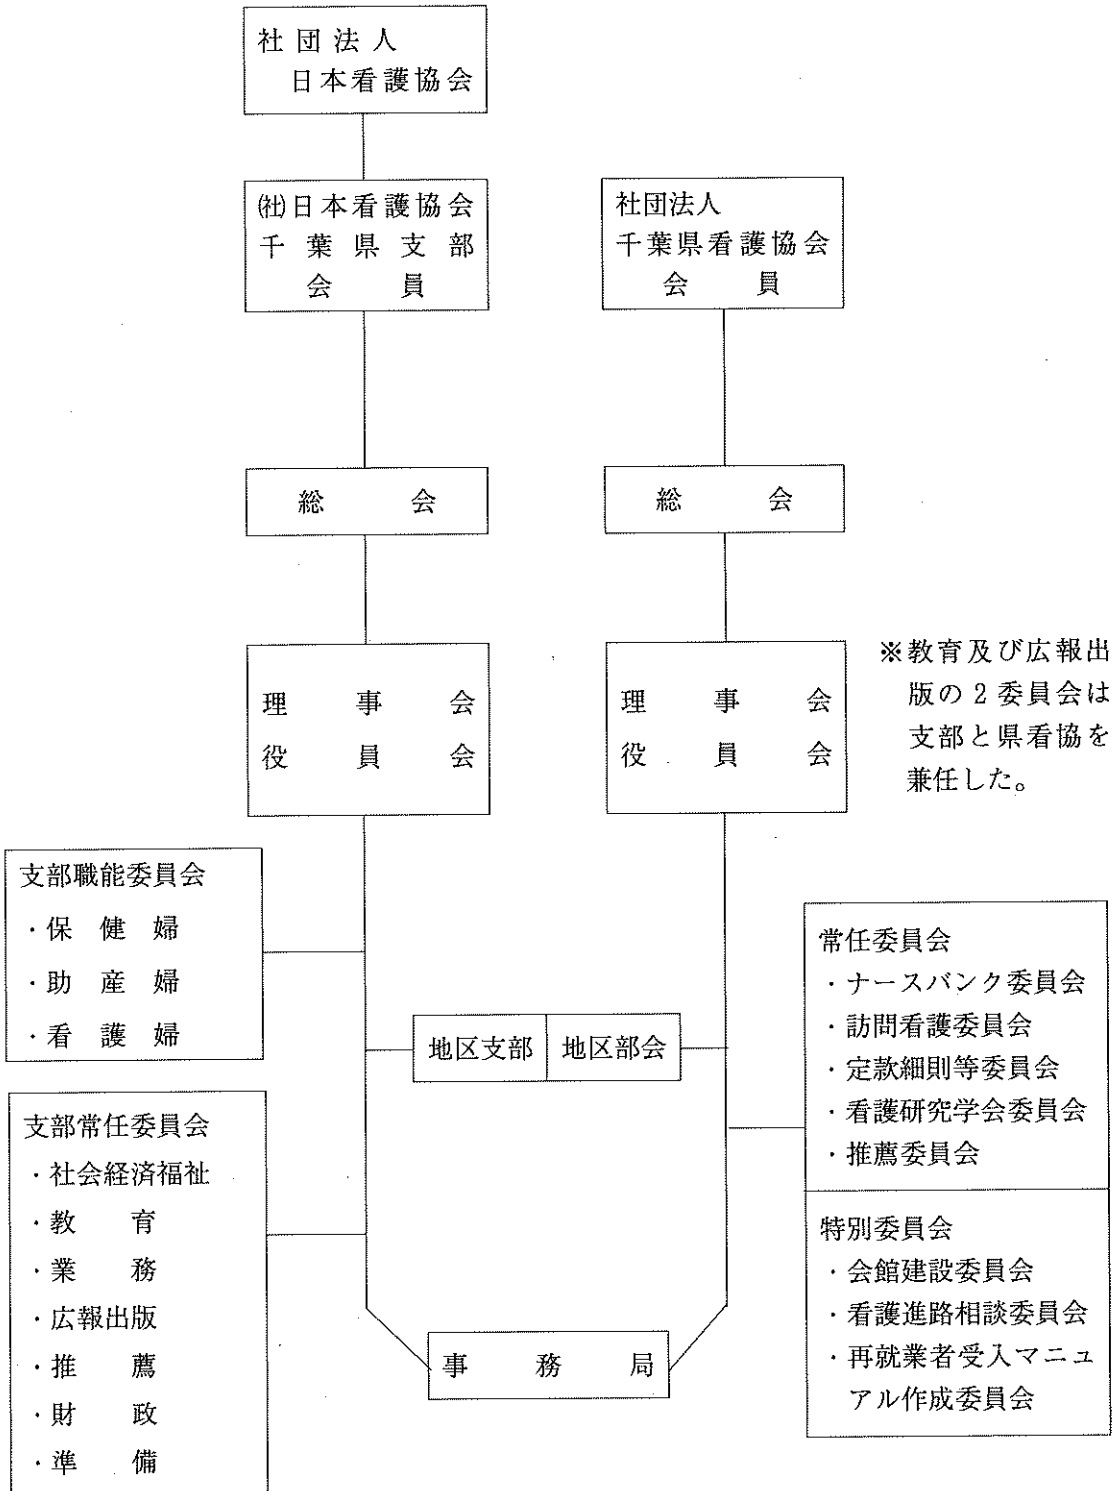 社団法人
日本看護協会
㈳日本看護協会
千葉県支部
会員
社団法人
千葉県看護協会
会員
総会
総会
理事会
役員会
理事会
役員会
※教育及び広報出
版の2委員会は
支部と県看協を
兼任した。
支部職能委員会
・保健婦
・助産婦
・看護婦
地区支部
地区部会
支部常任委員会
・社会経済福祉
・教育
・業務
・広報出版
・推薦
・財政
・準備
常任委員会
・ナースバンク委員会
・訪問看護委員会
・定款細則等委員会
・看護研究学会委員会
・推薦委員会
特別委員会
・会館建設委員会
・看護進路相談委員会
・再就業者受入マニュ
アル作成委員会
事務局